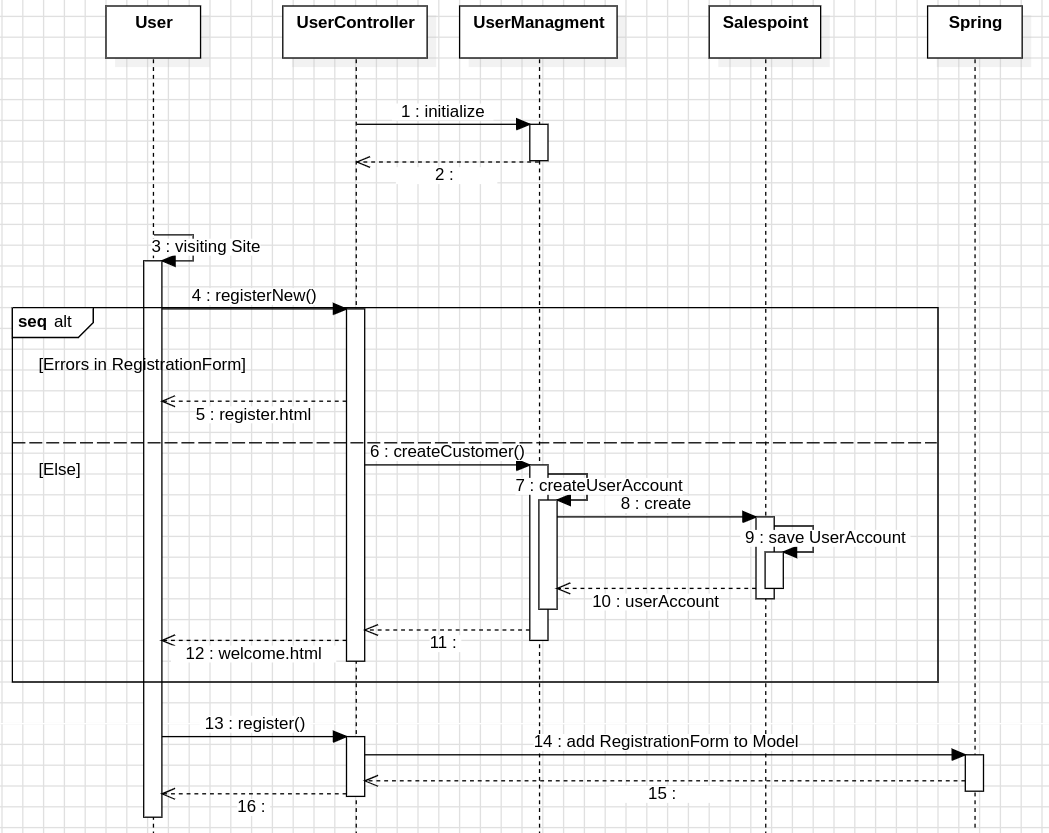 User
UserController
UserManagment
Salespoint
Spring
1 : initialize
2 :
3 : visiting Site
4 : registerNew()
seq alt
[Errors in RegistrationForm]
5 : register.html
6 : createCustomer()
[Else]
7 : createUserAccount
8 : create
9 : save UserAccount
10 : userAccount
11 :
12 : welcome.html
13 : register()
14 : add RegistrationForm to Model
15 :
16 :